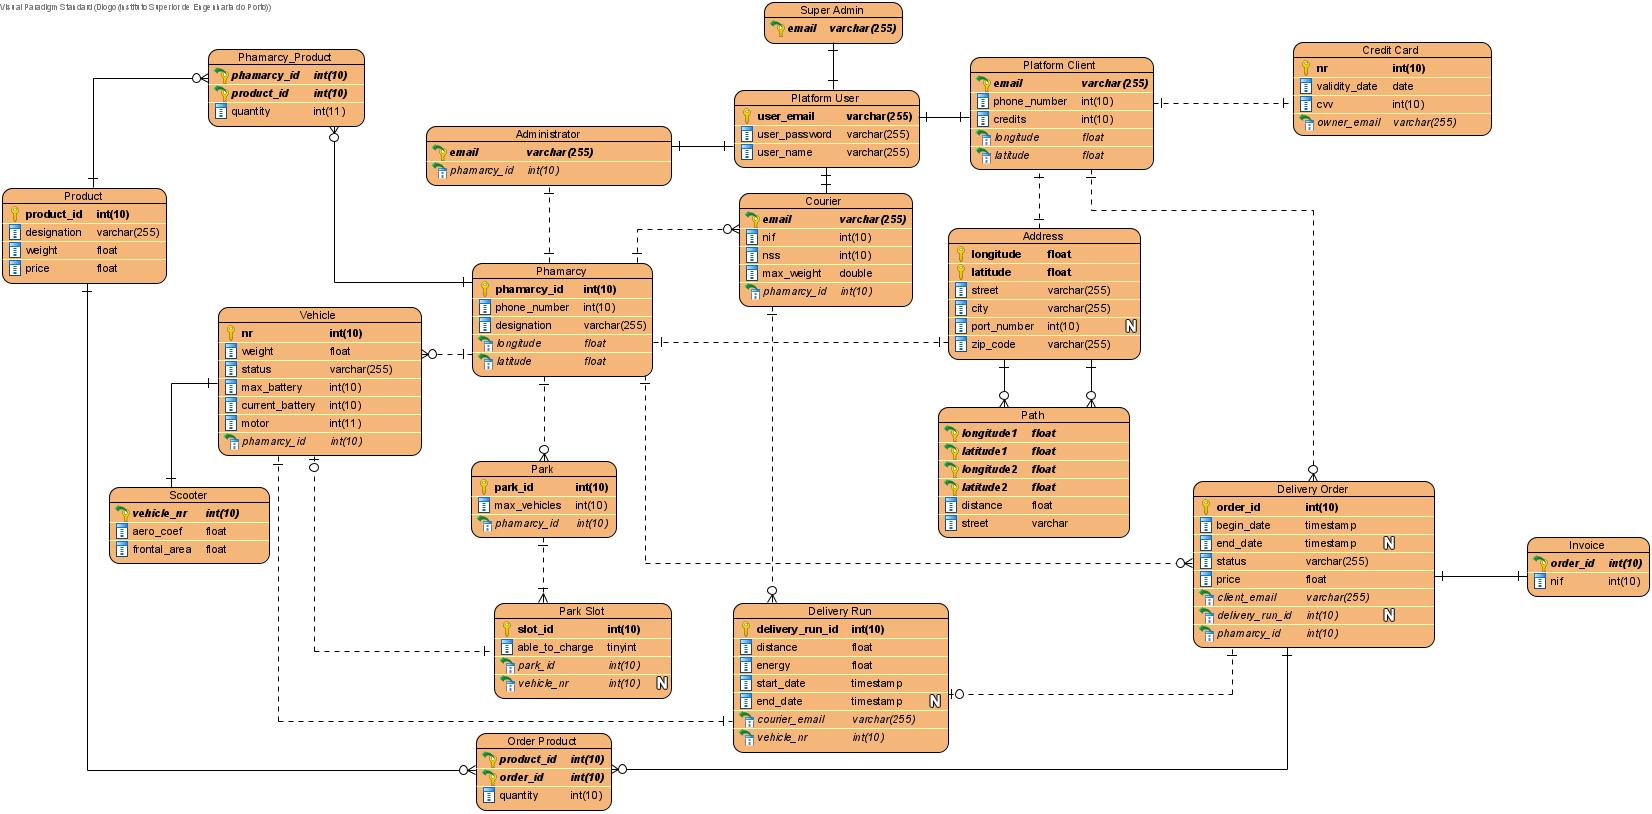 Visual Paradigm Standard (Diogo (Instituto Superior de Engenharia do Porto))
Super Admin
email varchar(255)
Phamarcy_Product
phamarcy_id int(10)
product_id int(10)
quantity int(11)
Platform Client
email varchar(255)
phone_number int(10)
credits int(10)
longitude float
latitude float
Credit Card
nr int(10)
validity_date date
cvv int(10)
owner_email varchar(255)
Platform User
user_email varchar(255)
user_password varchar(255)
user_name varchar(255)
Administrator
email varchar(255)
phamarcy_id int(10)
Product
product_id int(10)
designation varchar(255)
weight float
price float
Courier
email varchar(255)
nif int(10)
nss int(10)
max_weight double
phamarcy_id int(10)
Address
longitude float
latitude float
street varchar(255)
city varchar(255)
port_number int(10) N
zip_code varchar(255)
Phamarcy
phamarcy_id int(10)
phone_number int(10)
designation varchar(255)
longitude float
latitude float
Vehicle
nr int(10)
weight float
status varchar(255)
max_battery int(10)
current_battery int(10)
motor int(11)
phamarcy_id int(10)
Path
longitude1 float
latitude1 float
longitude2 float
latitude2 float
distance float
street varchar
Park
park_id int(10)
max_vehicles int(10)
phamarcy_id int(10)
Scooter
vehicle_nr int(10)
aero_coef float
frontal_area float
Delivery Order
order_id int(10)
begin_date timestamp
end_date timestamp N
status varchar(255)
price float
client_email varchar(255)
delivery_run_id int(10) N
phamarcy_id int(10)
Invoice
order_id int(10)
nif int(10)
Park Slot
slot_id int(10)
able_to_charge tinyint
park_id int(10)
vehicle_nr int(10) N
Delivery Run
delivery_run_id int(10)
distance float
energy float
start_date timestamp
end_date timestamp N
courier_email varchar(255)
vehicle_nr int(10)
Order Product
product_id int(10)
order_id int(10)
quantity int(10)